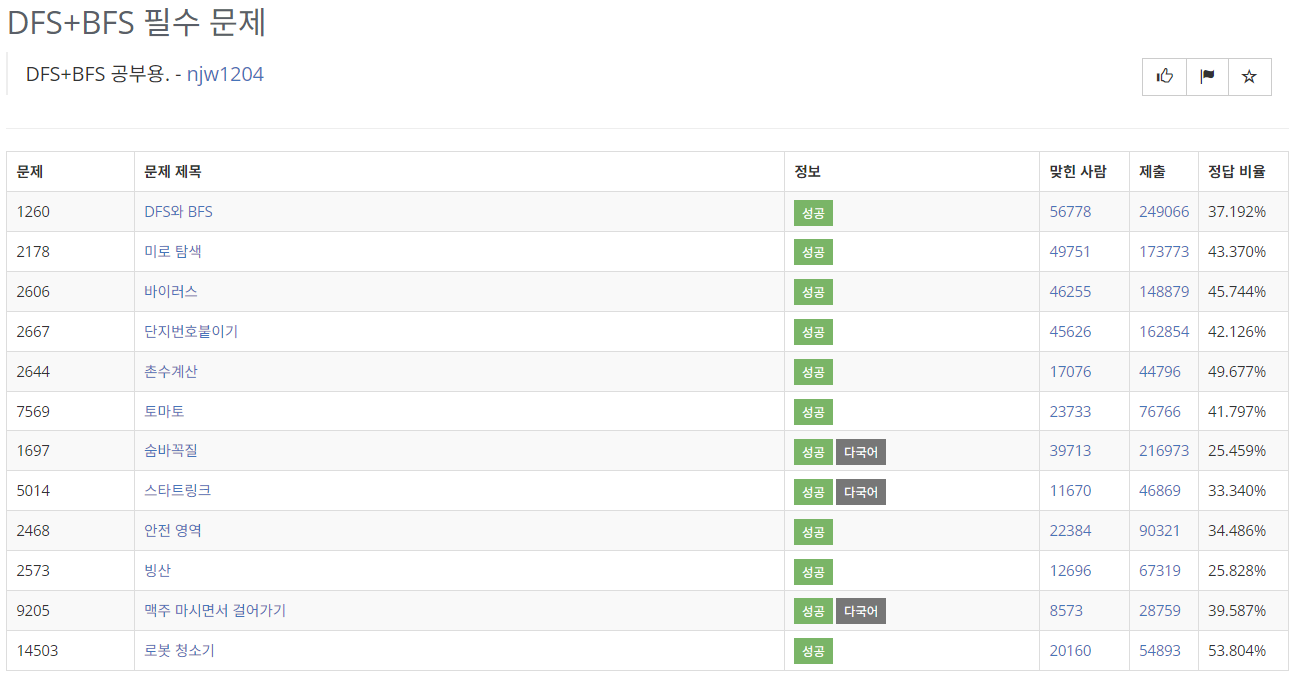 DFS+BFS 필수 문제
DFS+BFS 공부용. - njw1204
문제 문제 제목 정보 맞힌 사람 제출 정답 비율
1260 DFS와 BFS 성공 56778 249066 37.192%
2178 미로 탐색 성공 49751 173773 43.370%
2606 바이러스 성공 46255 148879 45.744%
2667 단지번호붙이기 성공 45626 162854 42.126%
2644 촌수계산 성공 17076 44796 49.677%
7569 토마토 성공 23733 76766 41.797%
1697 숨바꼭질 성공 다국어 39713 216973 25.459%
5014 스타트링크 성공 다국어 11670 46869 33.340%
2468 안전 영역 성공 22384 90321 34.486%
2573 빙산 성공 12696 67319 25.828%
9205 맥주 마시면서 걸어가기 성공 다국어 8573 28759 39.587%
14503 로봇 청소기 성공 20160 54893 53.804%